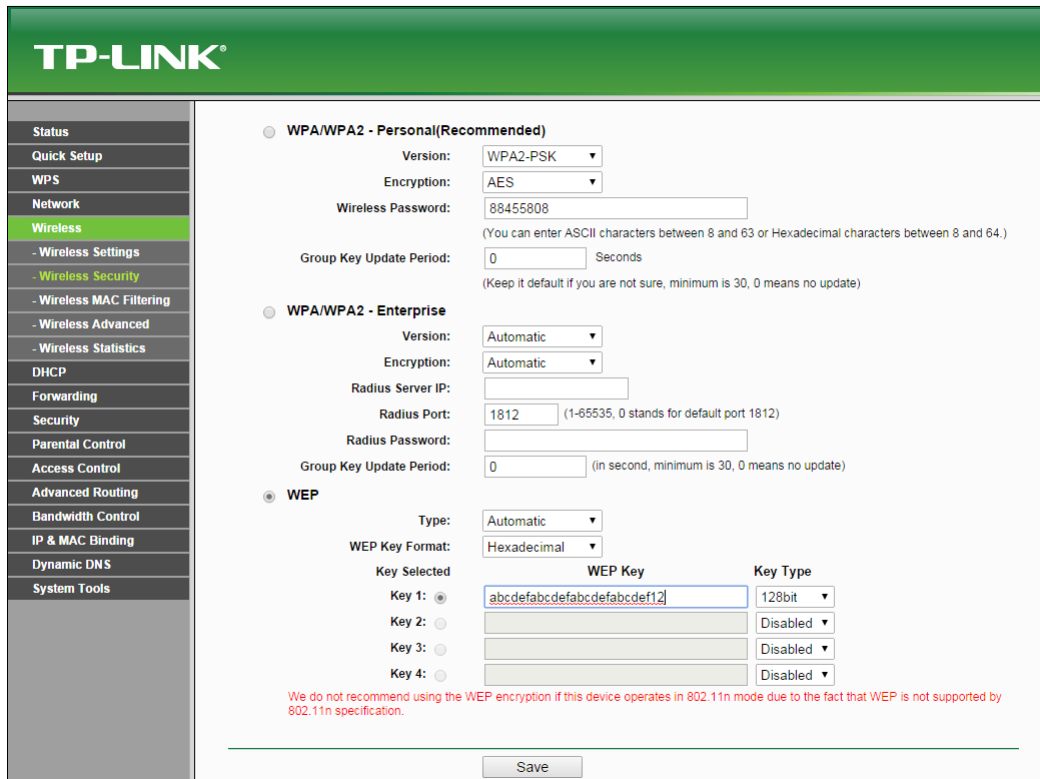 TP-LINK®
Status
Quick Setup
WPS
Network
Wireless
- Wireless Settings
- Wireless Security
- Wireless MAC Filtering
- Wireless Advanced
- Wireless Statistics
DHCP
Forwarding
Security
Parental Control
Access Control
Advanced Routing
Bandwidth Control
IP & MAC Binding
Dynamic DNS
System Tools
WPA/WPA2 - Personal(Recommended)
Version: WPA2-PSK
Encryption: AES
Wireless Password: 88455808
(You can enter ASCII characters between 8 and 63 or Hexadecimal characters between 8 and 64.)
Group Key Update Period: 0 Seconds
(Keep it default if you are not sure, minimum is 30, 0 means no update)
WPA/WPA2 - Enterprise
Version: Automatic
Encryption: Automatic
Radius Server IP:
Radius Port: 1812 (1-65535, 0 stands for default port 1812)
Radius Password:
Group Key Update Period: 0 (in second, minimum is 30, 0 means no update)
WEP
Type: Automatic
WEP Key Format: Hexadecimal
Key Selected WEP Key Key Type
Key 1: abcdefabcdefabcdefabcdef12 128bit
Key 2: Disabled
Key 3: Disabled
Key 4: Disabled
We do not recommend using the WEP encryption if this device operates in 802.11n mode due to the fact that WEP is not supported by
802.11n specification.
Save